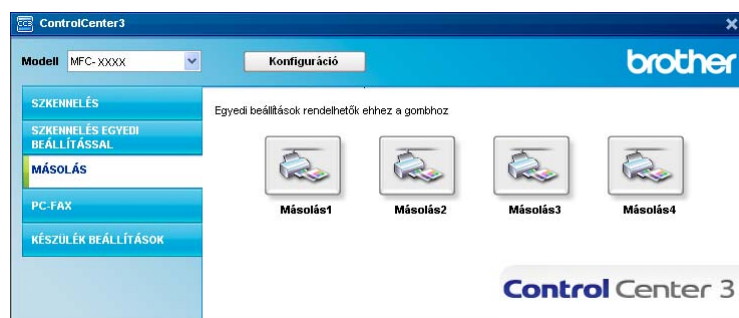 CC3 ControlCenter3
Modell MFC-XXXX Konfiguráció brother
SZKENNELÉS
SZKENNELÉS EGYEDI
BEÁLLÍTÁSSAL
MÁSOLÁS
PC-FAX
KÉSZÜLÉK BEÁLLÍTÁSOK
Egyedi beállítások rendelhetők ehhez a gombhoz
Másolás1 Másolás2 Másolás3 Másolás4
Control Center 3